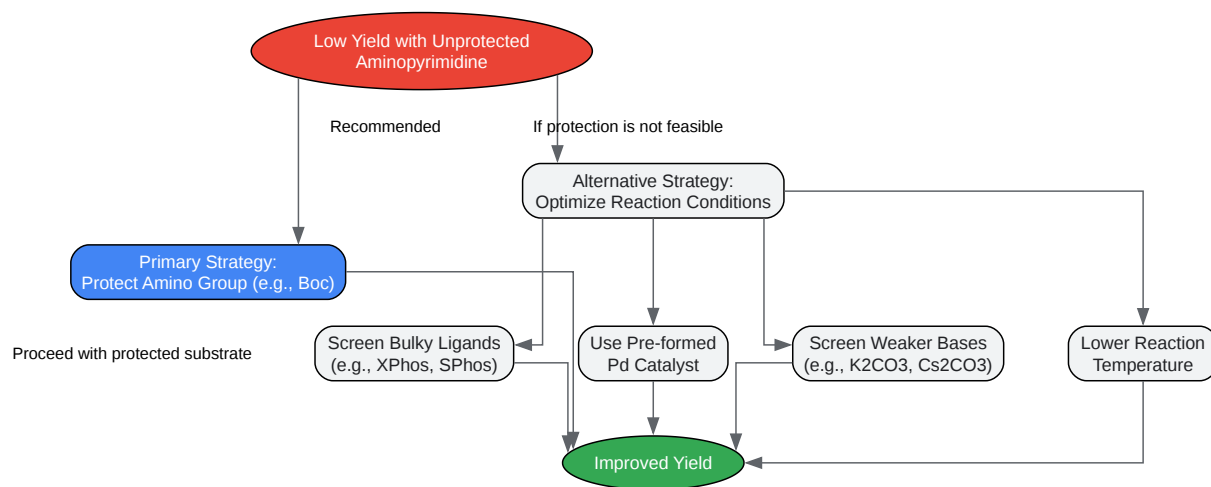 Low Yield with Unprotected
Aminopyrimidine
Recommended
If protection is not feasible
Alternative Strategy:
Optimize Reaction Conditions
Primary Strategy:
Protect Amino Group (e.g., Boc)
Proceed with protected substrate
Screen Bulky Ligands
(e.g., XPhos, SPhos)
Use Pre-formed
Pd Catalyst
Screen Weaker Bases
(e.g., K2CO3, Cs2CO3)
Lower Reaction
Temperature
Improved Yield